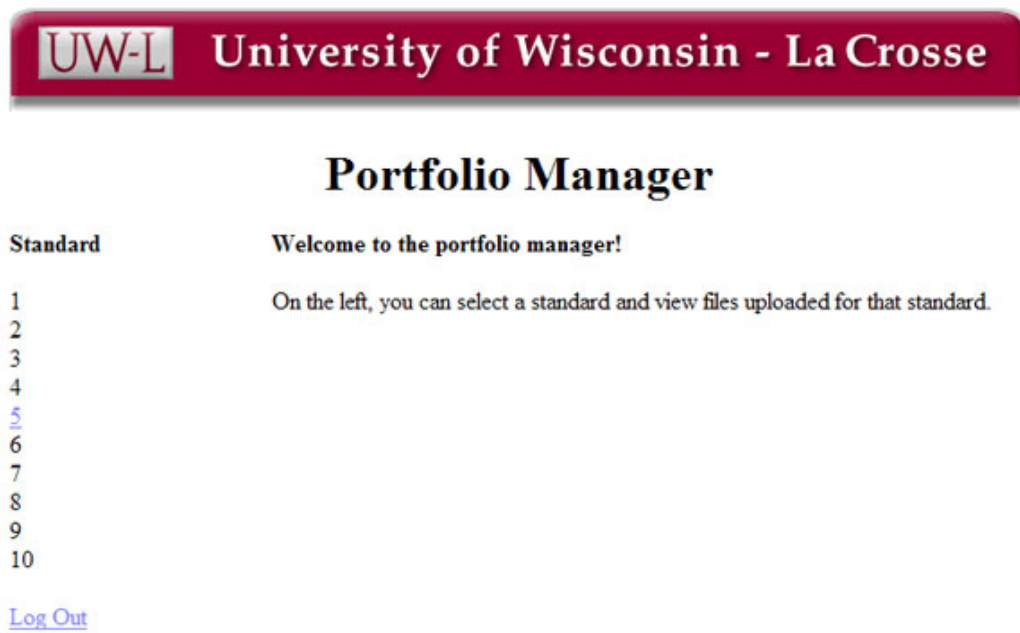 UW-L University of Wisconsin - La Crosse
Portfolio Manager
Standard
1
2
3
4
5
6
7
8
9
10
Log Out
Welcome to the portfolio manager!
On the left, you can select a standard and view files uploaded for that standard.